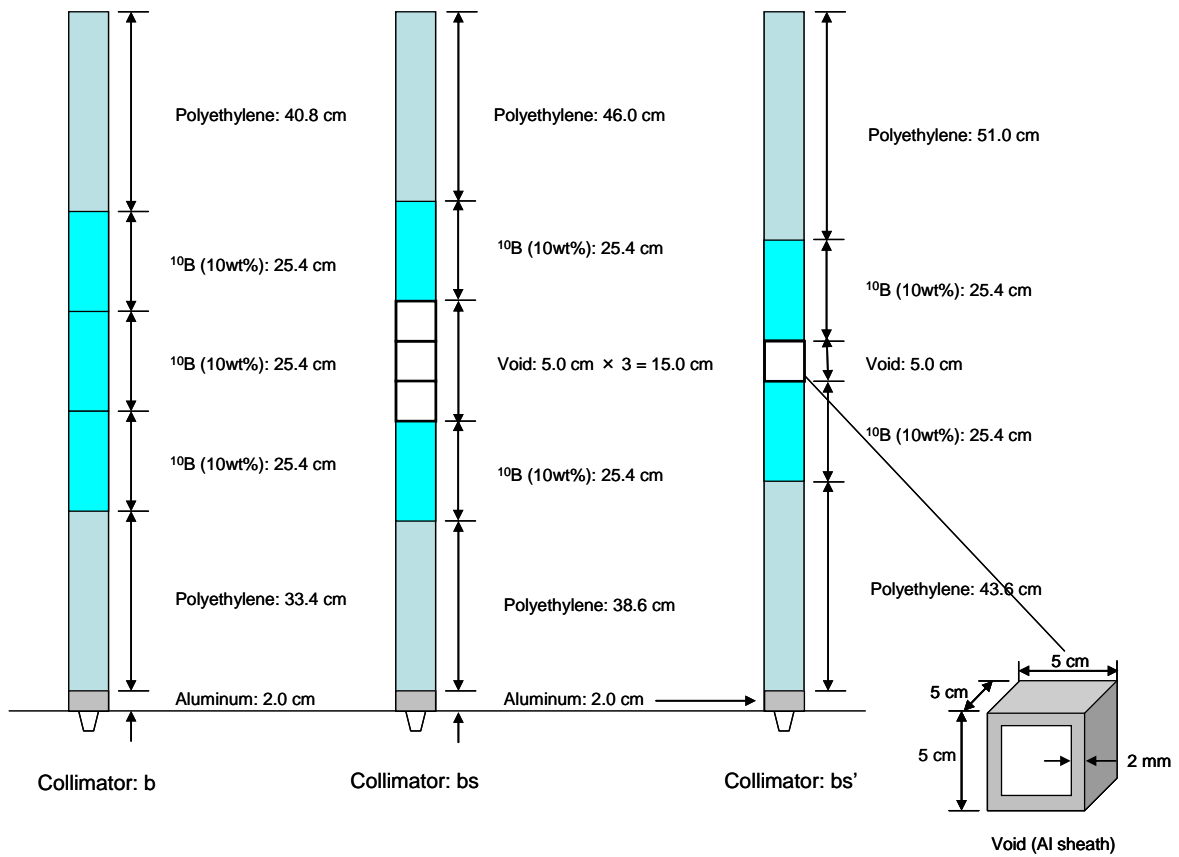 Polyethylene: 40.8 cm
¹⁰B (10wt%): 25.4 cm
¹⁰B (10wt%): 25.4 cm
¹⁰B (10wt%): 25.4 cm
Polyethylene: 33.4 cm
Aluminum: 2.0 cm
Collimator: b
Polyethylene: 46.0 cm
¹⁰B (10wt%): 25.4 cm
Void: 5.0 cm × 3 = 15.0 cm
¹⁰B (10wt%): 25.4 cm
Polyethylene: 38.6 cm
Aluminum: 2.0 cm
Collimator: bs
Polyethylene: 51.0 cm
¹⁰B (10wt%): 25.4 cm
Void: 5.0 cm
¹⁰B (10wt%): 25.4 cm
Polyethylene: 43.6 cm
Collimator: bs’
5 cm
5 cm
5 cm
2 mm
Void (Al sheath)